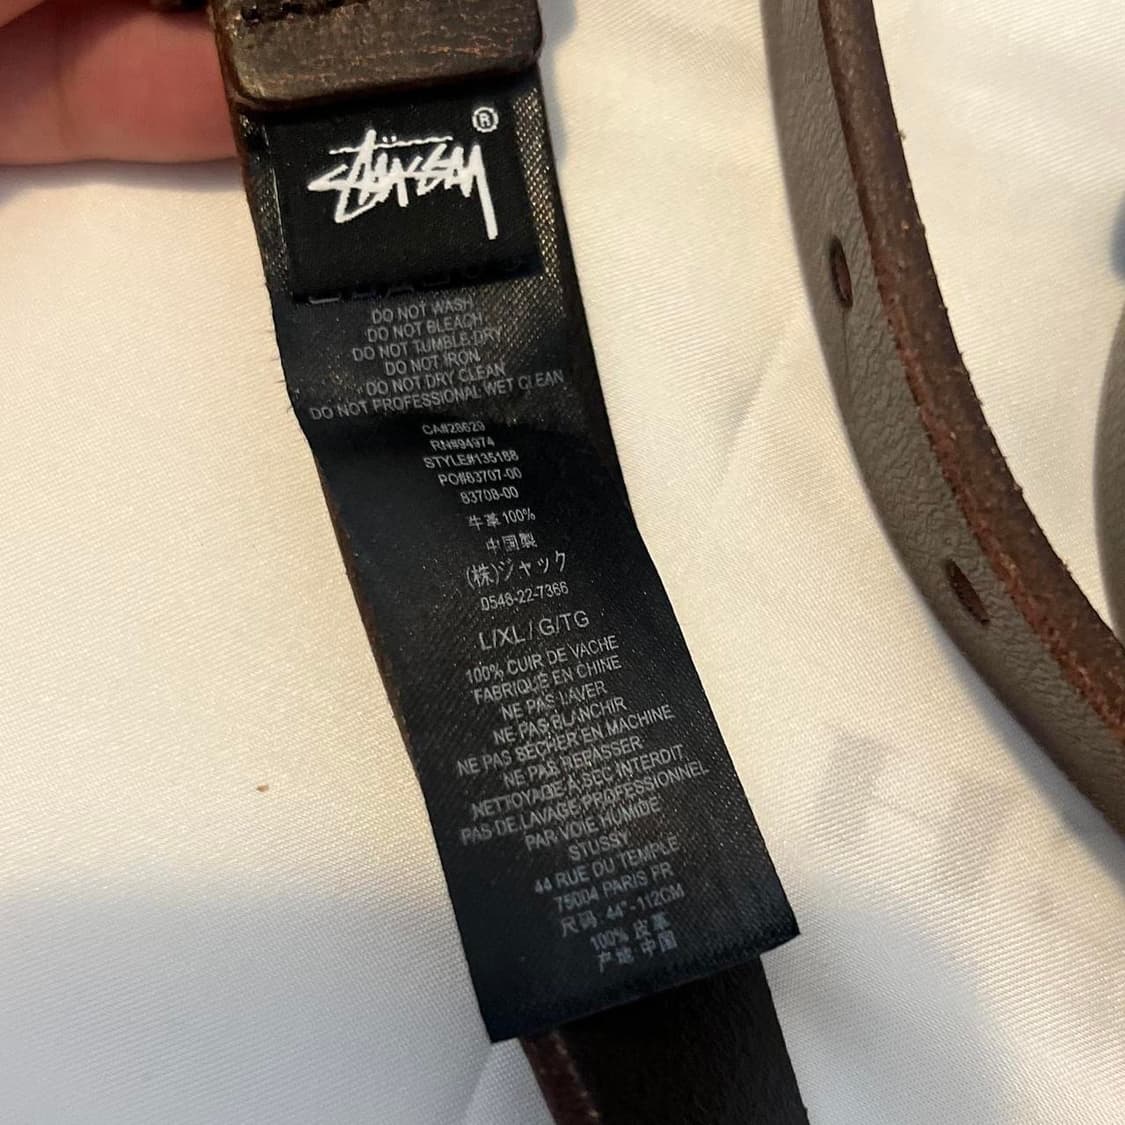 Stüssy ®
DO NOT WASH
DO NOT BLEACH
DO NOT TUMBLE DRY
DO NOT IRON
DO NOT DRY CLEAN
DO NOT PROFESSIONAL WET CLEAN
CA#28629
RN#94974
STYLE#135188
PO#83707-00
83708-00
牛革100%
中国製
(株)ジャック
0548-22-7366
L/XL / G/TG
100% CUIR DE VACHE
FABRIQUÉ EN CHINE
NE PAS LAVER
NE PAS BLANCHIR
NE PAS SÉCHER EN MACHINE
NE PAS REPASSER
NETTOYAGE À SEC INTERDIT
PAS DE LAVAGE PROFESSIONNEL
PAR VOIE HUMIDE
STUSSY
44 RUE DU TEMPLE
75004 PARIS FR
尺码: 44"-112CM
100% 皮革
产地 中国